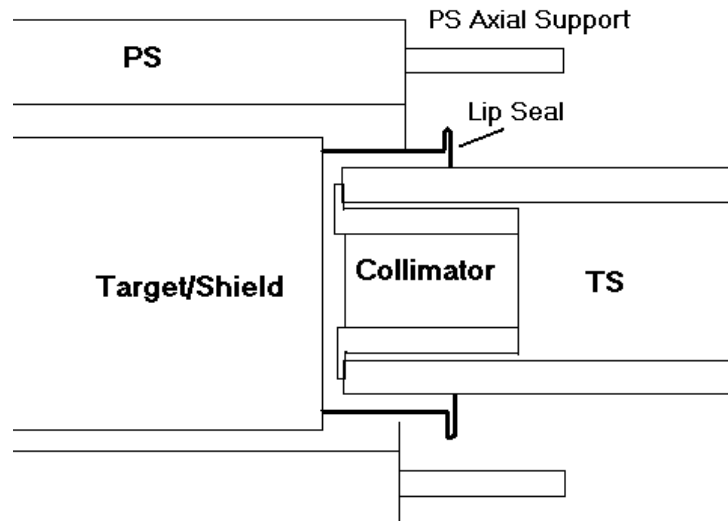 PS Axial Support
PS
Lip Seal
Collimator
Target/Shield
TS